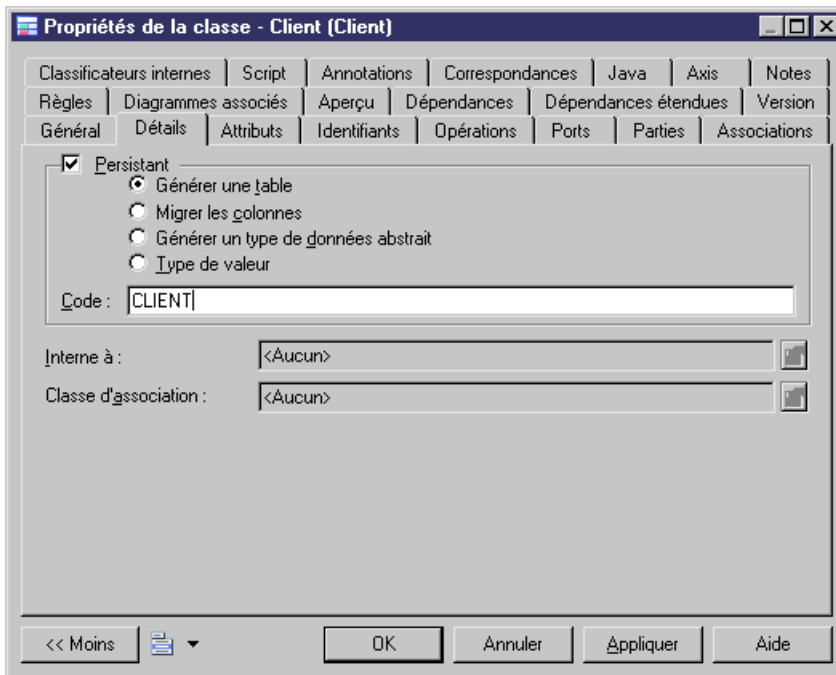 Propriétés de la classe - Client (Client)
Classificateurs internes Script Annotations Correspondances Java Axis Notes
Règles Diagrammes associés Aperçu Dépendances Dépendances étendues Version
Général Détails Attributs Identifiants Opérations Ports Parties Associations
Persistant
Générer une table
Migrer les colonnes
Générer un type de données abstrait
Type de valeur
Code : CLIENT
Interne à : <Aucun>
Classe d'association : <Aucun>
<< Moins OK Annuler Appliquer Aide